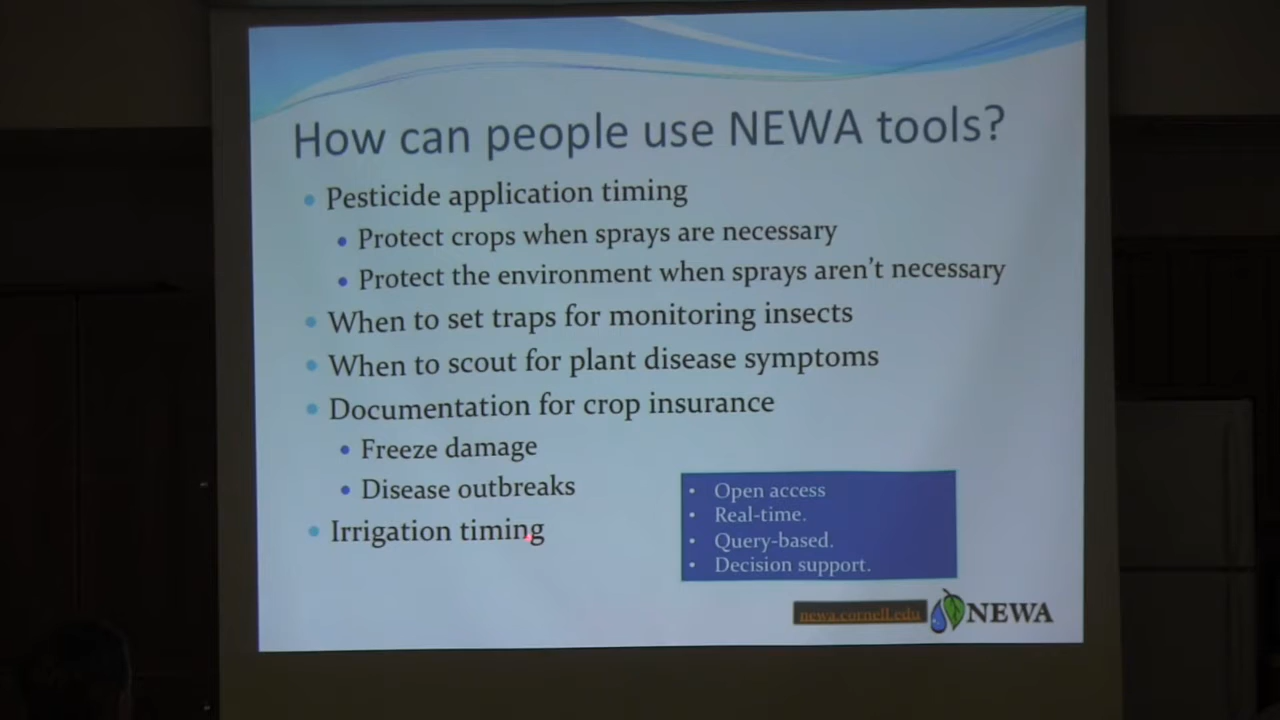 How can people use NEWA tools?
• Pesticide application timing
• Protect crops when sprays are necessary
• Protect the environment when sprays aren't necessary
• When to set traps for monitoring insects
• When to scout for plant disease symptoms
• Documentation for crop insurance
• Freeze damage
• Disease outbreaks
• Irrigation timing
• Open access
• Real-time.
• Query-based.
• Decision support.
newa.cornell.edu
NEWA